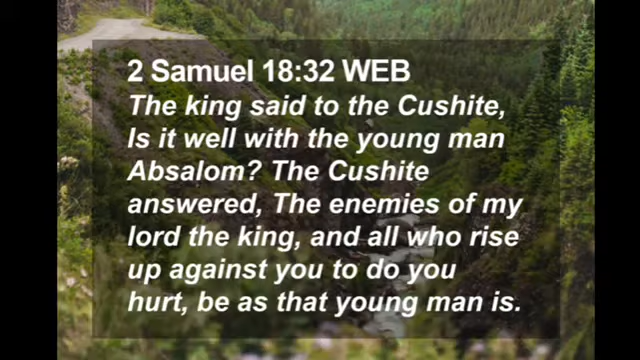 2 Samuel 18:32 WEB
The king said to the Cushite,
Is it well with the young man
Absalom? The Cushite
answered, The enemies of my
lord the king, and all who rise
up against you to do you
hurt, be as that young man is.